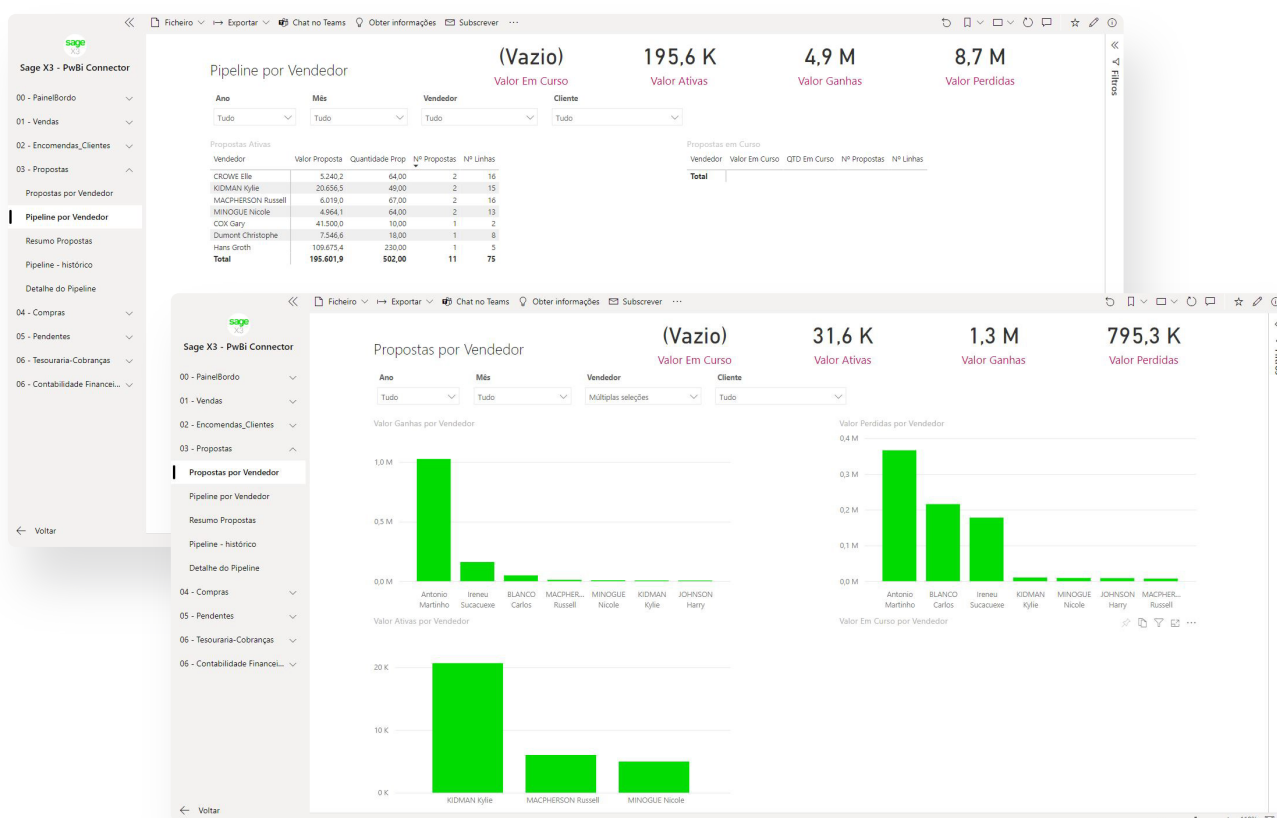 Ficheiro Exportar Chat no Teams Obter informações Subscrever ...
sage
X3
Sage X3 - PwBi Connector
00 - PainelBordo
01 - Vendas
02 - Encomendas_Clientes
03 - Propostas
Propostas por Vendedor
Pipeline por Vendedor
Resumo Propostas
Pipeline - histórico
Detalhe do Pipeline
04 - Compras
05 - Pendentes
06 - Tesouraria-Cobranças
06 - Contabilidade Financei...
Voltar
Pipeline por Vendedor
(Vazio) 195,6 K 4,9 M 8,7 M
Valor Em Curso Valor Ativas Valor Ganhas Valor Perdidas
Filtros
Ano Mês Vendedor Cliente
Tudo Tudo Tudo Tudo
Propostas Ativas
Vendedor Valor Proposta Quantidade Prop Nº Propostas Nº Linhas
CROWE Elle 5.240,2 64,00 2 16
KIDMAN Kylie 20.656,5 49,00 2 15
MACPHERSON Russell 6.019,0 67,00 2 16
MINOGUE Nicole 4.964,1 64,00 2 13
COX Gary 41.500,0 10,00 1 2
Dumont Christophe 7.546,6 18,00 1 8
Hans Groth 109.675,4 230,00 1 5
Total 195.601,9 502,00 11 75
Propostas em Curso
Vendedor Valor Em Curso QTD Em Curso Nº Propostas Nº Linhas
Total
Ficheiro Exportar Chat no Teams Obter informações Subscrever ...
sage
X3
Sage X3 - PwBi Connector
00 - PainelBordo
01 - Vendas
02 - Encomendas_Clientes
03 - Propostas
Propostas por Vendedor
Pipeline por Vendedor
Resumo Propostas
Pipeline - histórico
Detalhe do Pipeline
04 - Compras
05 - Pendentes
06 - Tesouraria-Cobranças
06 - Contabilidade Financei...
Voltar
Propostas por Vendedor
(Vazio) 31,6 K 1,3 M 795,3 K
Valor Em Curso Valor Ativas Valor Ganhas Valor Perdidas
Ano Mês Vendedor Cliente
Tudo Tudo Múltiplas seleções Tudo
Valor Ganhas por Vendedor
1,0 M
0,5 M
0,0 M
Antonio Ireneu BLANCO MACPHER... MINOGUE KIDMAN JOHNSON
Martinho Sucacuexe Carlos Russell Nicole Kylie Harry
Valor Perdidas por Vendedor
0,4 M
0,3 M
0,2 M
0,1 M
0,0 M
Antonio BLANCO Ireneu KIDMAN MINOGUE JOHNSON MACPHER...
Martinho Carlos Sucacuexe Kylie Nicole Harry Russell
Valor Ativas por Vendedor
20 K
10 K
0 K
KIDMAN Kylie MACPHERSON Russell MINOGUE Nicole
Valor Em Curso por Vendedor